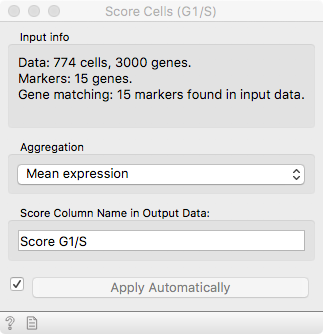 Score Cells (G1/S)
Input info
Data: 774 cells, 3000 genes.
Markers: 15 genes.
Gene matching: 15 markers found in input data.
Aggregation
Mean expression
Score Column Name in Output Data:
Score G1/S
Apply Automatically
?